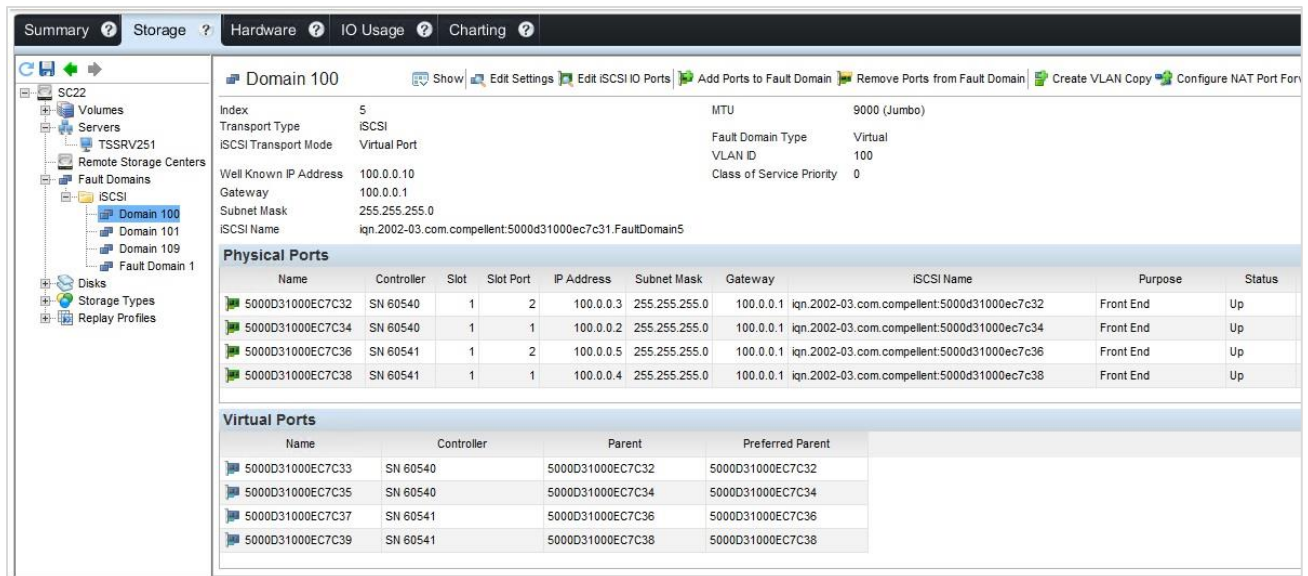 Summary ? Storage ? Hardware ? IO Usage ? Charting ?
SC22
Volumes
Servers
TSSRV251
Remote Storage Centers
Fault Domains
iSCSI
Domain 100
Domain 101
Domain 109
Fault Domain 1
Disks
Storage Types
Replay Profiles
Domain 100 Show Edit Settings Edit iSCSI IO Ports Add Ports to Fault Domain Remove Ports from Fault Domain Create VLAN Copy Configure NAT Port For
Index 5 MTU 9000 (Jumbo)
Transport Type iSCSI
Fault Domain Type Virtual
iSCSI Transport Mode Virtual Port
VLAN ID 100
Well Known IP Address 100.0.0.10 Class of Service Priority 0
Gateway 100.0.0.1
Subnet Mask 255.255.255.0
iSCSI Name iqn.2002-03.com.compellent:5000d31000ec7c31.FaultDomain5
Physical Ports
Name Controller Slot Slot Port IP Address Subnet Mask Gateway iSCSI Name Purpose Status
5000D31000EC7C32 SN 60540 1 2 100.0.0.3 255.255.255.0 100.0.0.1 iqn.2002-03.com.compellent:5000d31000ec7c32 Front End Up
5000D31000EC7C34 SN 60540 1 1 100.0.0.2 255.255.255.0 100.0.0.1 iqn.2002-03.com.compellent:5000d31000ec7c34 Front End Up
5000D31000EC7C36 SN 60541 1 2 100.0.0.5 255.255.255.0 100.0.0.1 iqn.2002-03.com.compellent:5000d31000ec7c36 Front End Up
5000D31000EC7C38 SN 60541 1 1 100.0.0.4 255.255.255.0 100.0.0.1 iqn.2002-03.com.compellent:5000d31000ec7c38 Front End Up
Virtual Ports
Name Controller Parent Preferred Parent
5000D31000EC7C33 SN 60540 5000D31000EC7C32 5000D31000EC7C32
5000D31000EC7C35 SN 60540 5000D31000EC7C34 5000D31000EC7C34
5000D31000EC7C37 SN 60541 5000D31000EC7C36 5000D31000EC7C36
5000D31000EC7C39 SN 60541 5000D31000EC7C38 5000D31000EC7C38